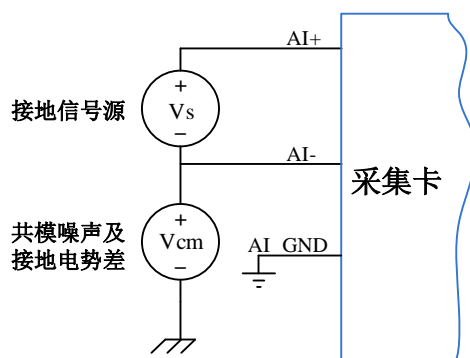 AI+
+
接地信号源
Vs
−
AI-
采集卡
+
共模噪声及
Vcm
接地电势差
−
AI GND